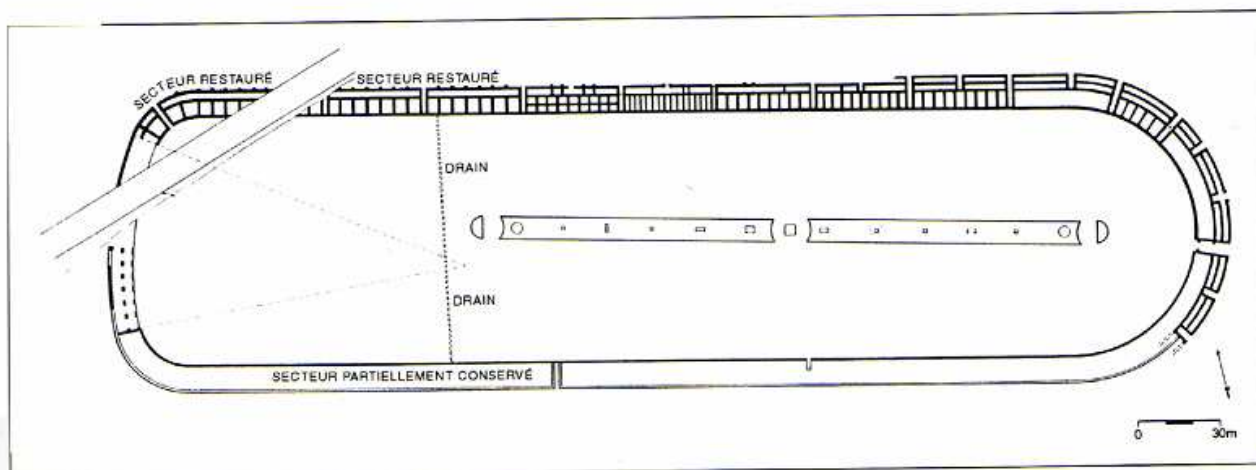 SECTEUR RESTAURÉ
SECTEUR RESTAURÉ
DRAIN
DRAIN
SECTEUR PARTIELLEMENT CONSERVÉ
0 30m